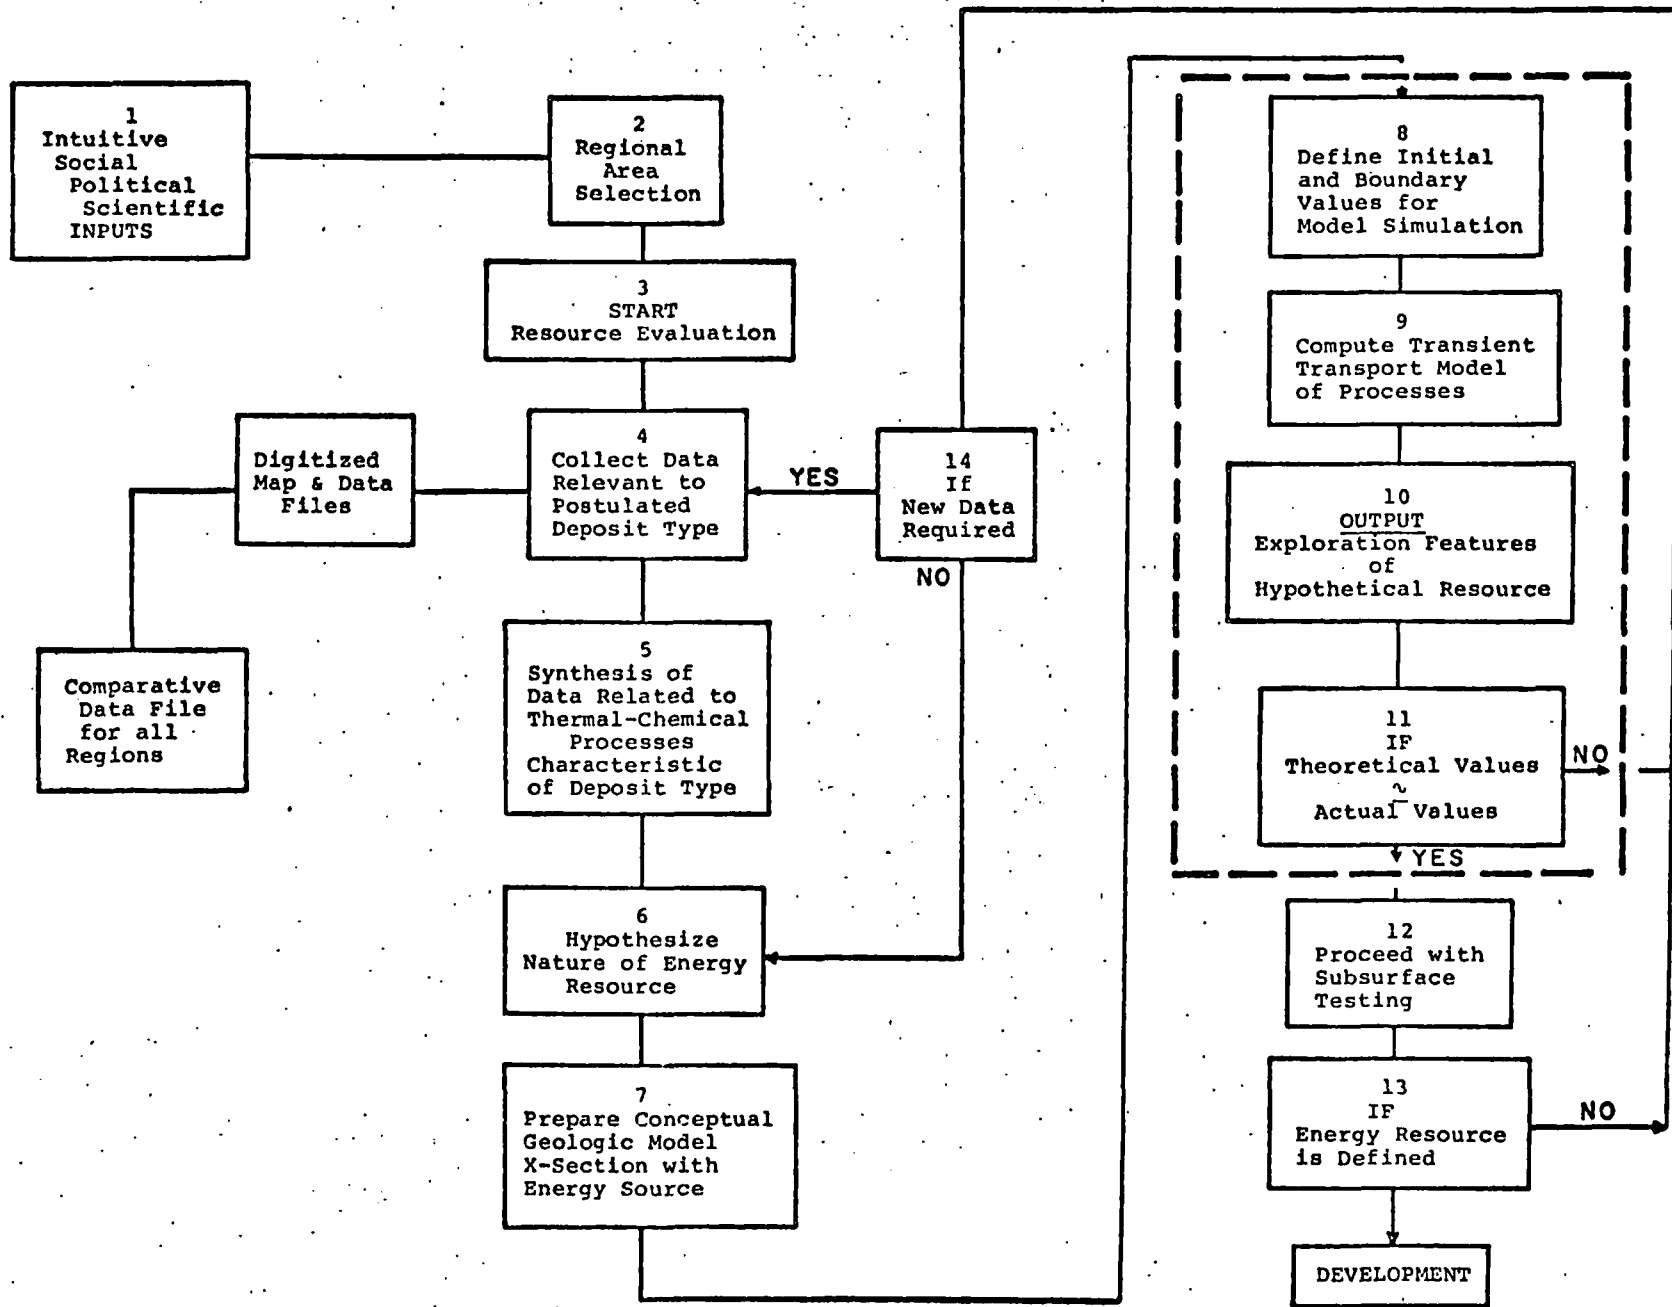 1
Intuitive
Social
Political
Scientific
INPUTS
2
Regional
Area
Selection
3
START
Resource Evaluation
4
Collect Data
Relevant to
Postulated
Deposit Type
Digitized
Map & Data
Files
Comparative
Data File
for all
Regions
YES
14
If
New Data
Required
NO
5
Synthesis of
Data Related to
Thermal-Chemical
Processes
Characteristic
of Deposit Type
6
Hypothesize
Nature of Energy
Resource
7
Prepare Conceptual
Geologic Model
X-Section with
Energy Source
8
Define Initial
and Boundary
Values for
Model Simulation
9
Compute Transient
Transport Model
of Processes
10
OUTPUT
Exploration Features
of
Hypothetical Resource
11
IF
Theoretical Values
~
Actual Values
NO
YES
12
Proceed with
Subsurface
Testing
13
IF
Energy Resource
is Defined
NO
DEVELOPMENT